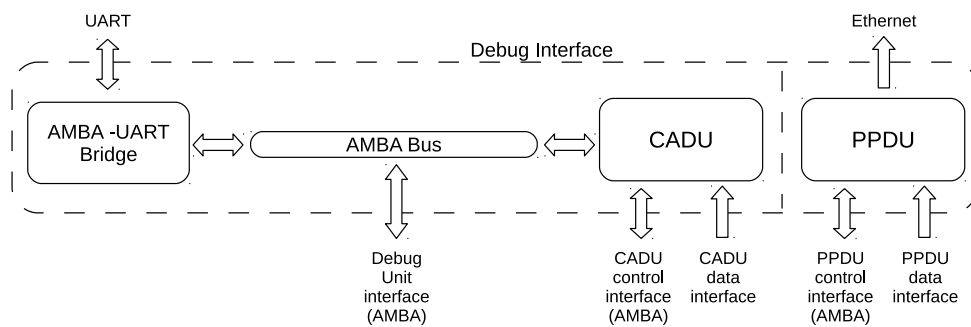 UART
Ethernet
Debug Interface
AMBA -UART
Bridge
AMBA Bus
CADU
PPDU
Debug
Unit
interface
(AMBA)
CADU
control
interface
(AMBA)
CADU
data
interface
PPDU
control
interface
(AMBA)
PPDU
data
interface